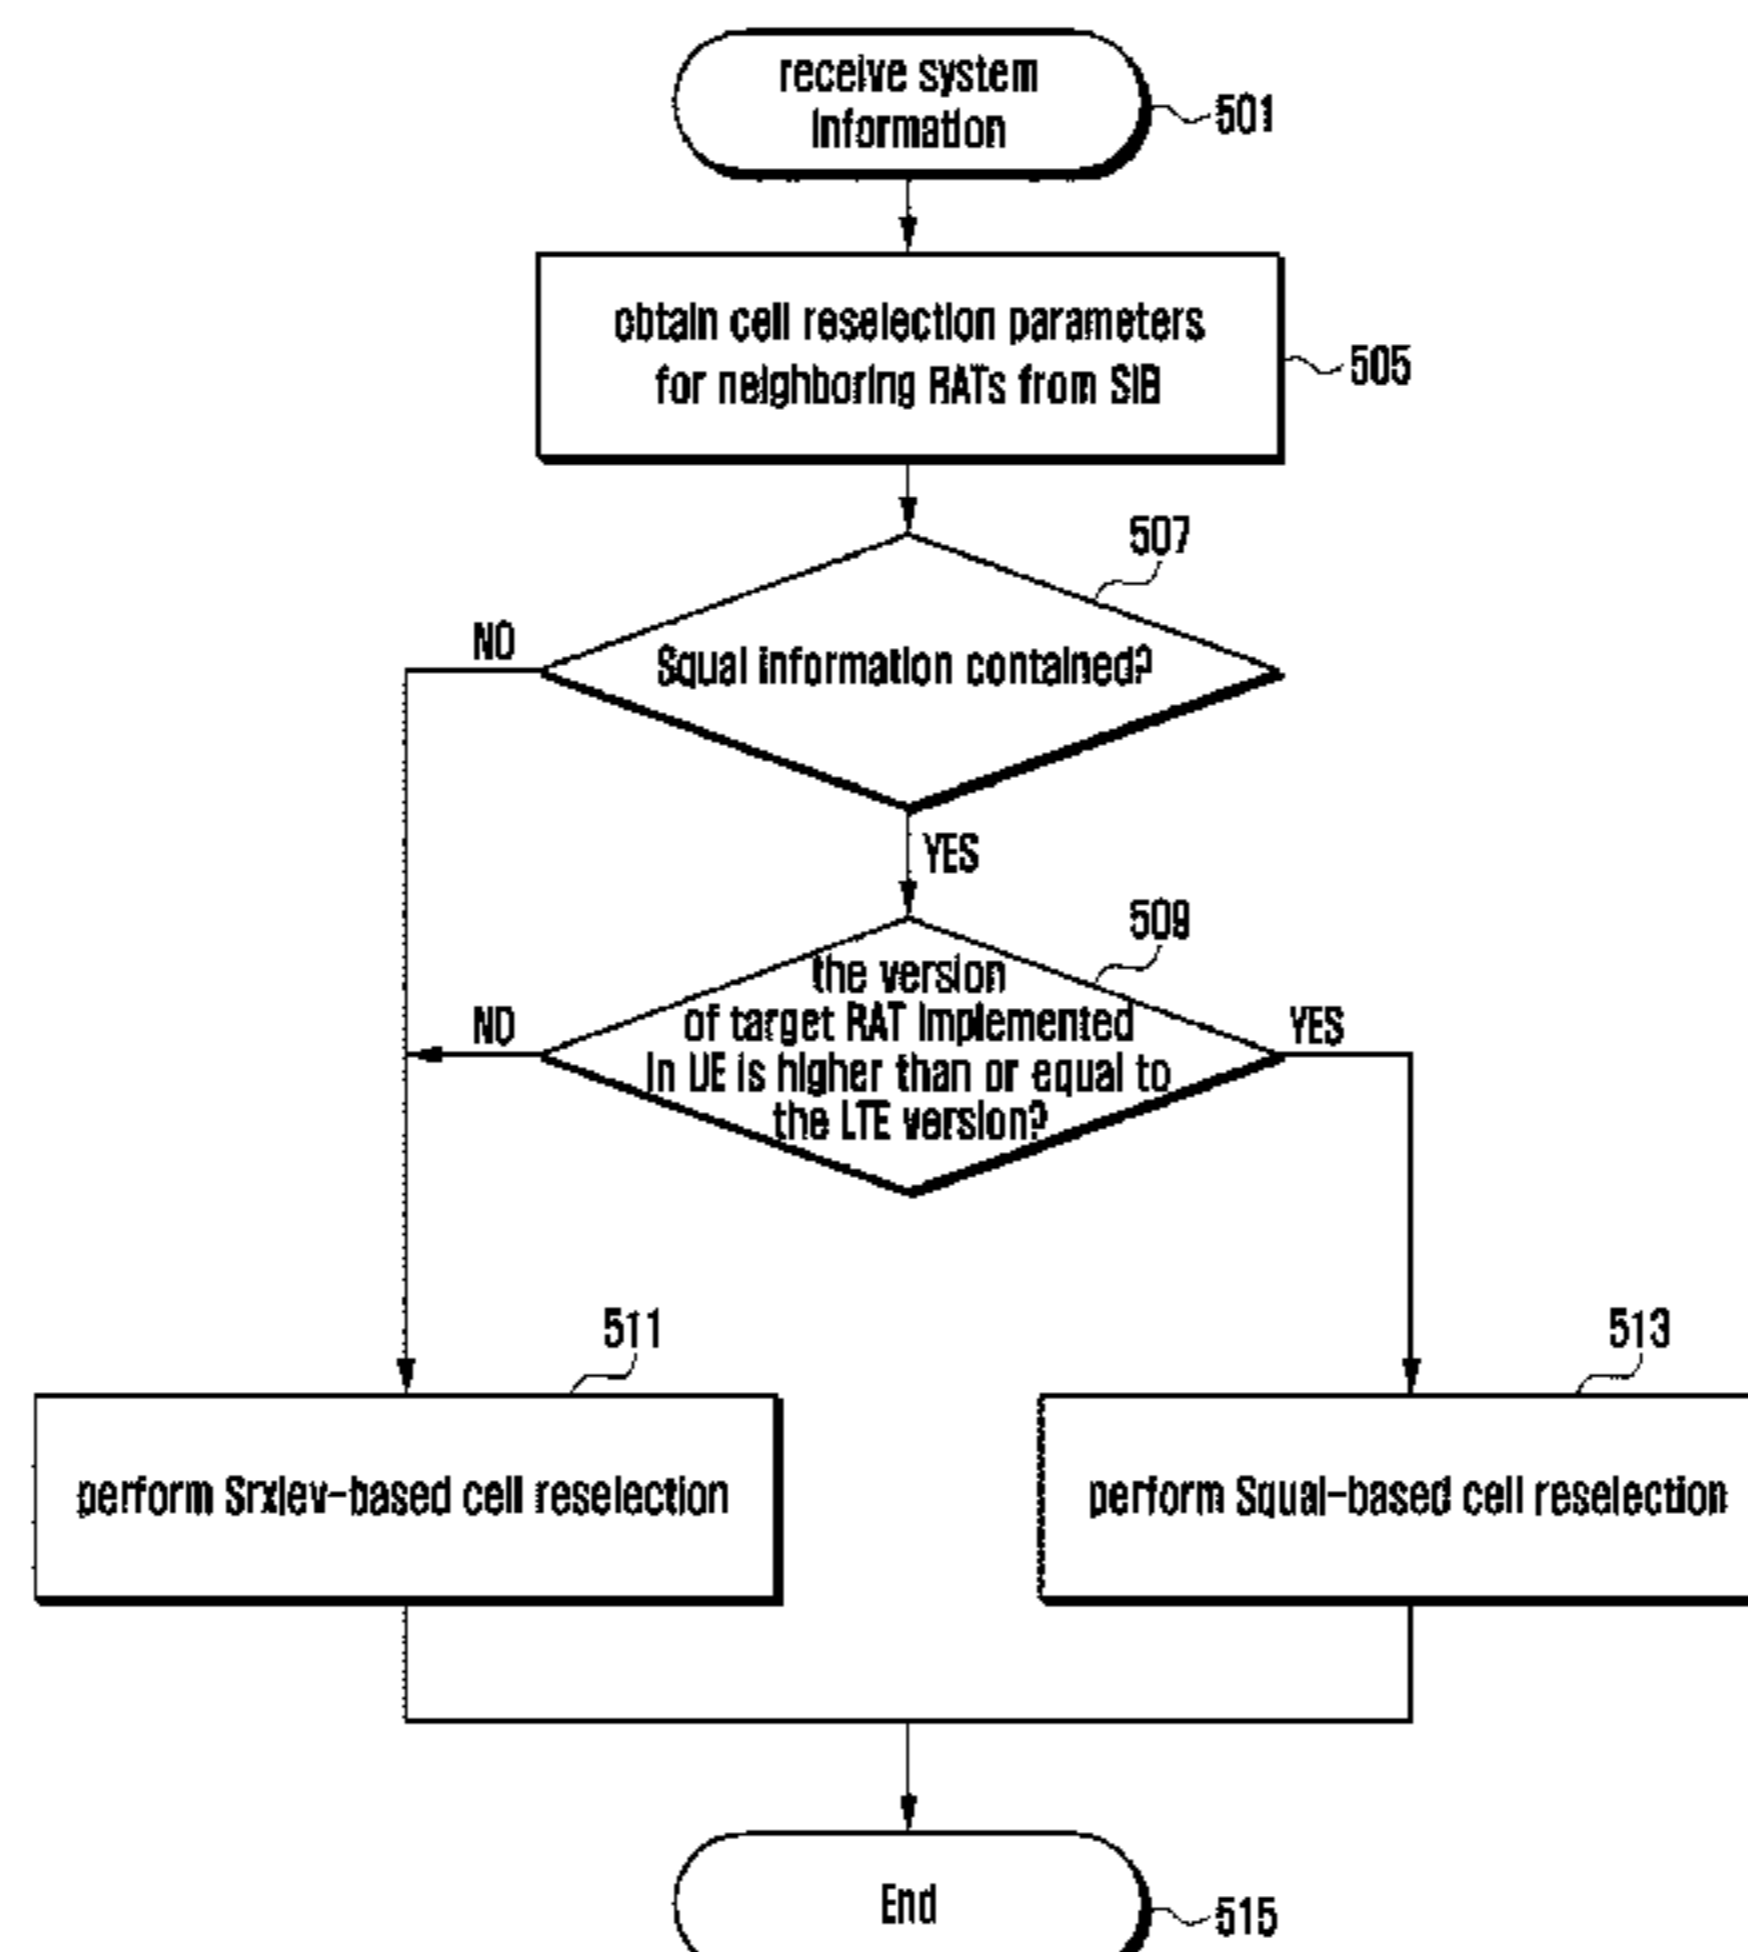 receive system
information
501
obtain cell reselection parameters
for neighboring RATs from SIB
505
507
NO
Squal information contained?
YES
509
the version
of target RAT implemented
in UE is higher than or equal to
the LTE version?
NO
YES
511
513
perform Srxlev-based cell reselection
perform Squal-based cell reselection
End
515